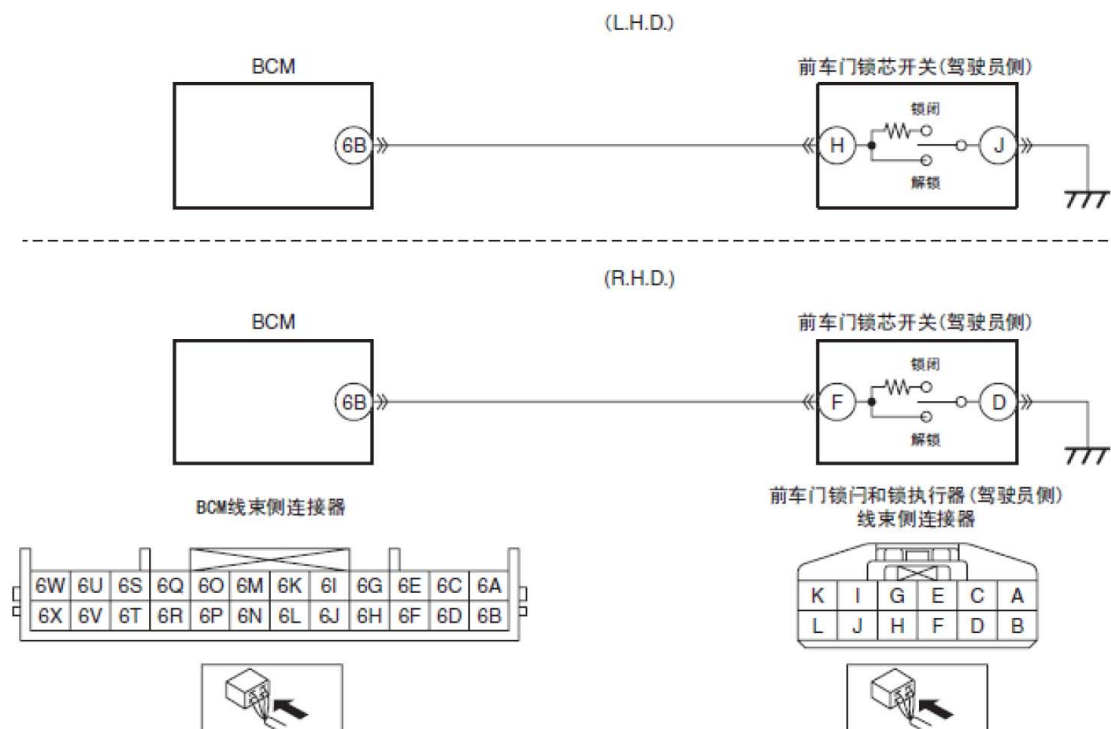 (L.H.D.)
BCM
前车门锁芯开关(驾驶员侧)
锁闭
6B
H
J
解锁
(R.H.D.)
BCM
前车门锁芯开关(驾驶员侧)
锁闭
6B
F
D
解锁
BCM线束侧连接器
前车门锁闩和锁执行器(驾驶员侧)
线束侧连接器
6W 6U 6S 6Q 6O 6M 6K 6I 6G 6E 6C 6A
6X 6V 6T 6R 6P 6N 6L 6J 6H 6F 6D 6B
K I G E C A
L J H F D B